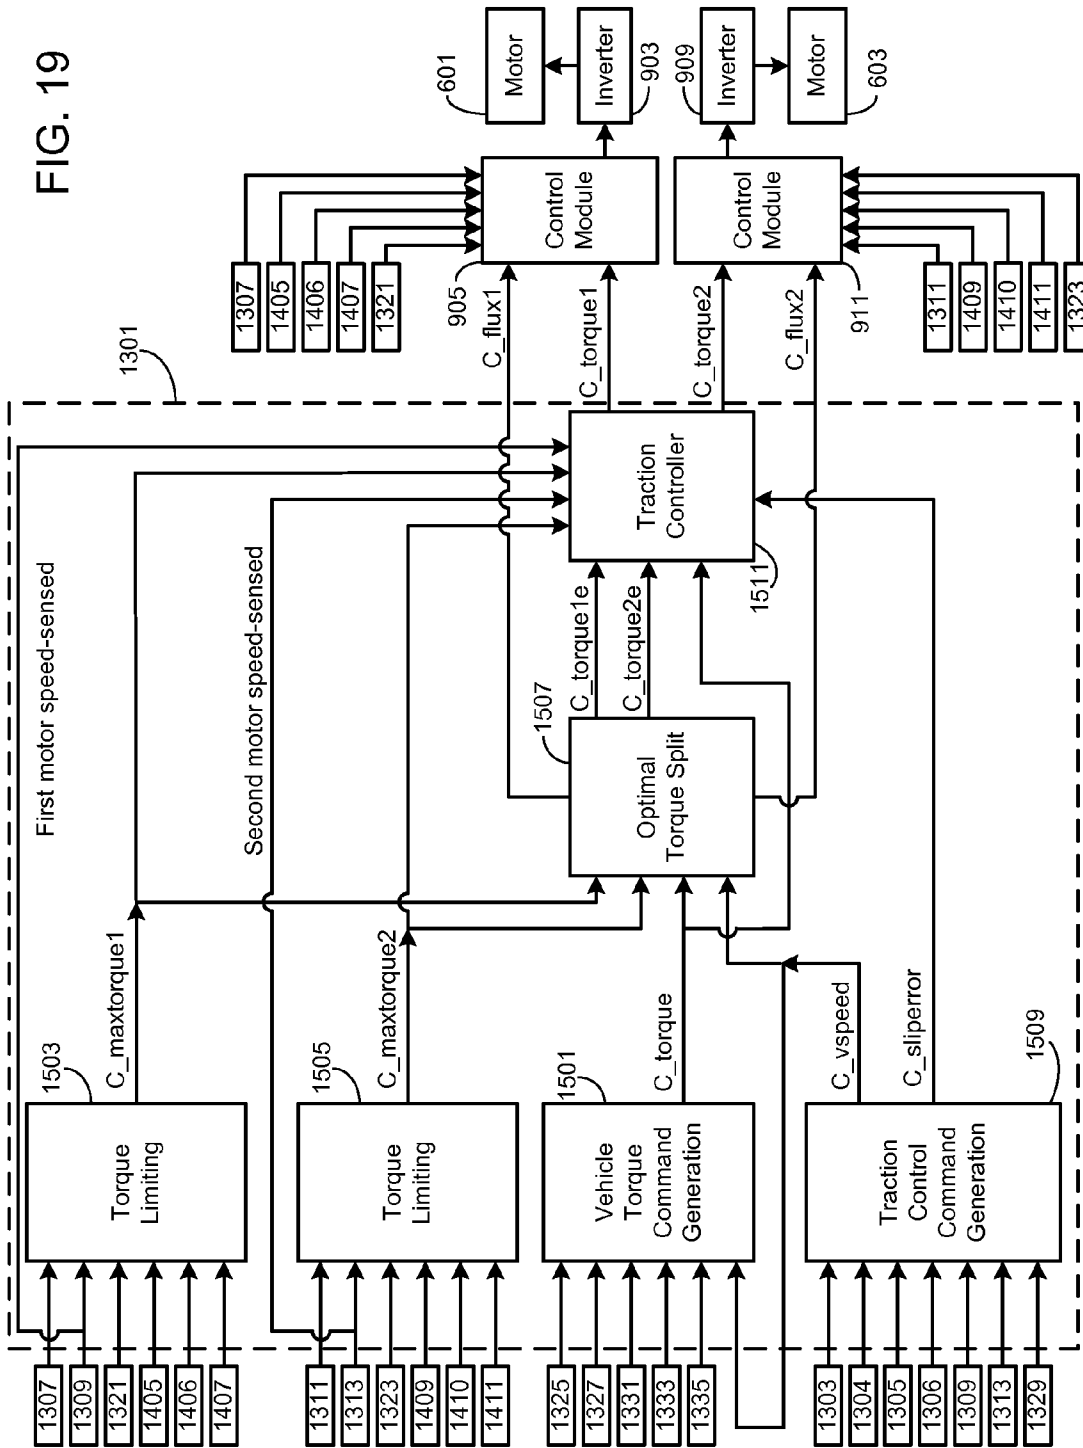 FIG. 19
1301
First motor speed-sensed
Second motor speed-sensed
1307
1309
1321
1405
1406
1407
1503
Torque
Limiting
C_maxtorque1
1311
1313
1323
1409
1410
1411
1505
Torque
Limiting
C_maxtorque2
1325
1327
1331
1333
1335
1501
Vehicle
Torque
Command
Generation
C_torque
1303
1304
1305
1306
1309
1313
1329
1509
Traction
Control
Command
Generation
C_vspeed
C_sliperror
1507
Optimal
Torque Split
C_torque1e
C_torque2e
1511
Traction
Controller
C_flux1
C_torque1
C_torque2
C_flux2
1307
1405
1406
1407
1321
905
Control
Module
911
Control
Module
1311
1409
1410
1411
1323
601
Motor
Inverter
903
909
Inverter
Motor
603